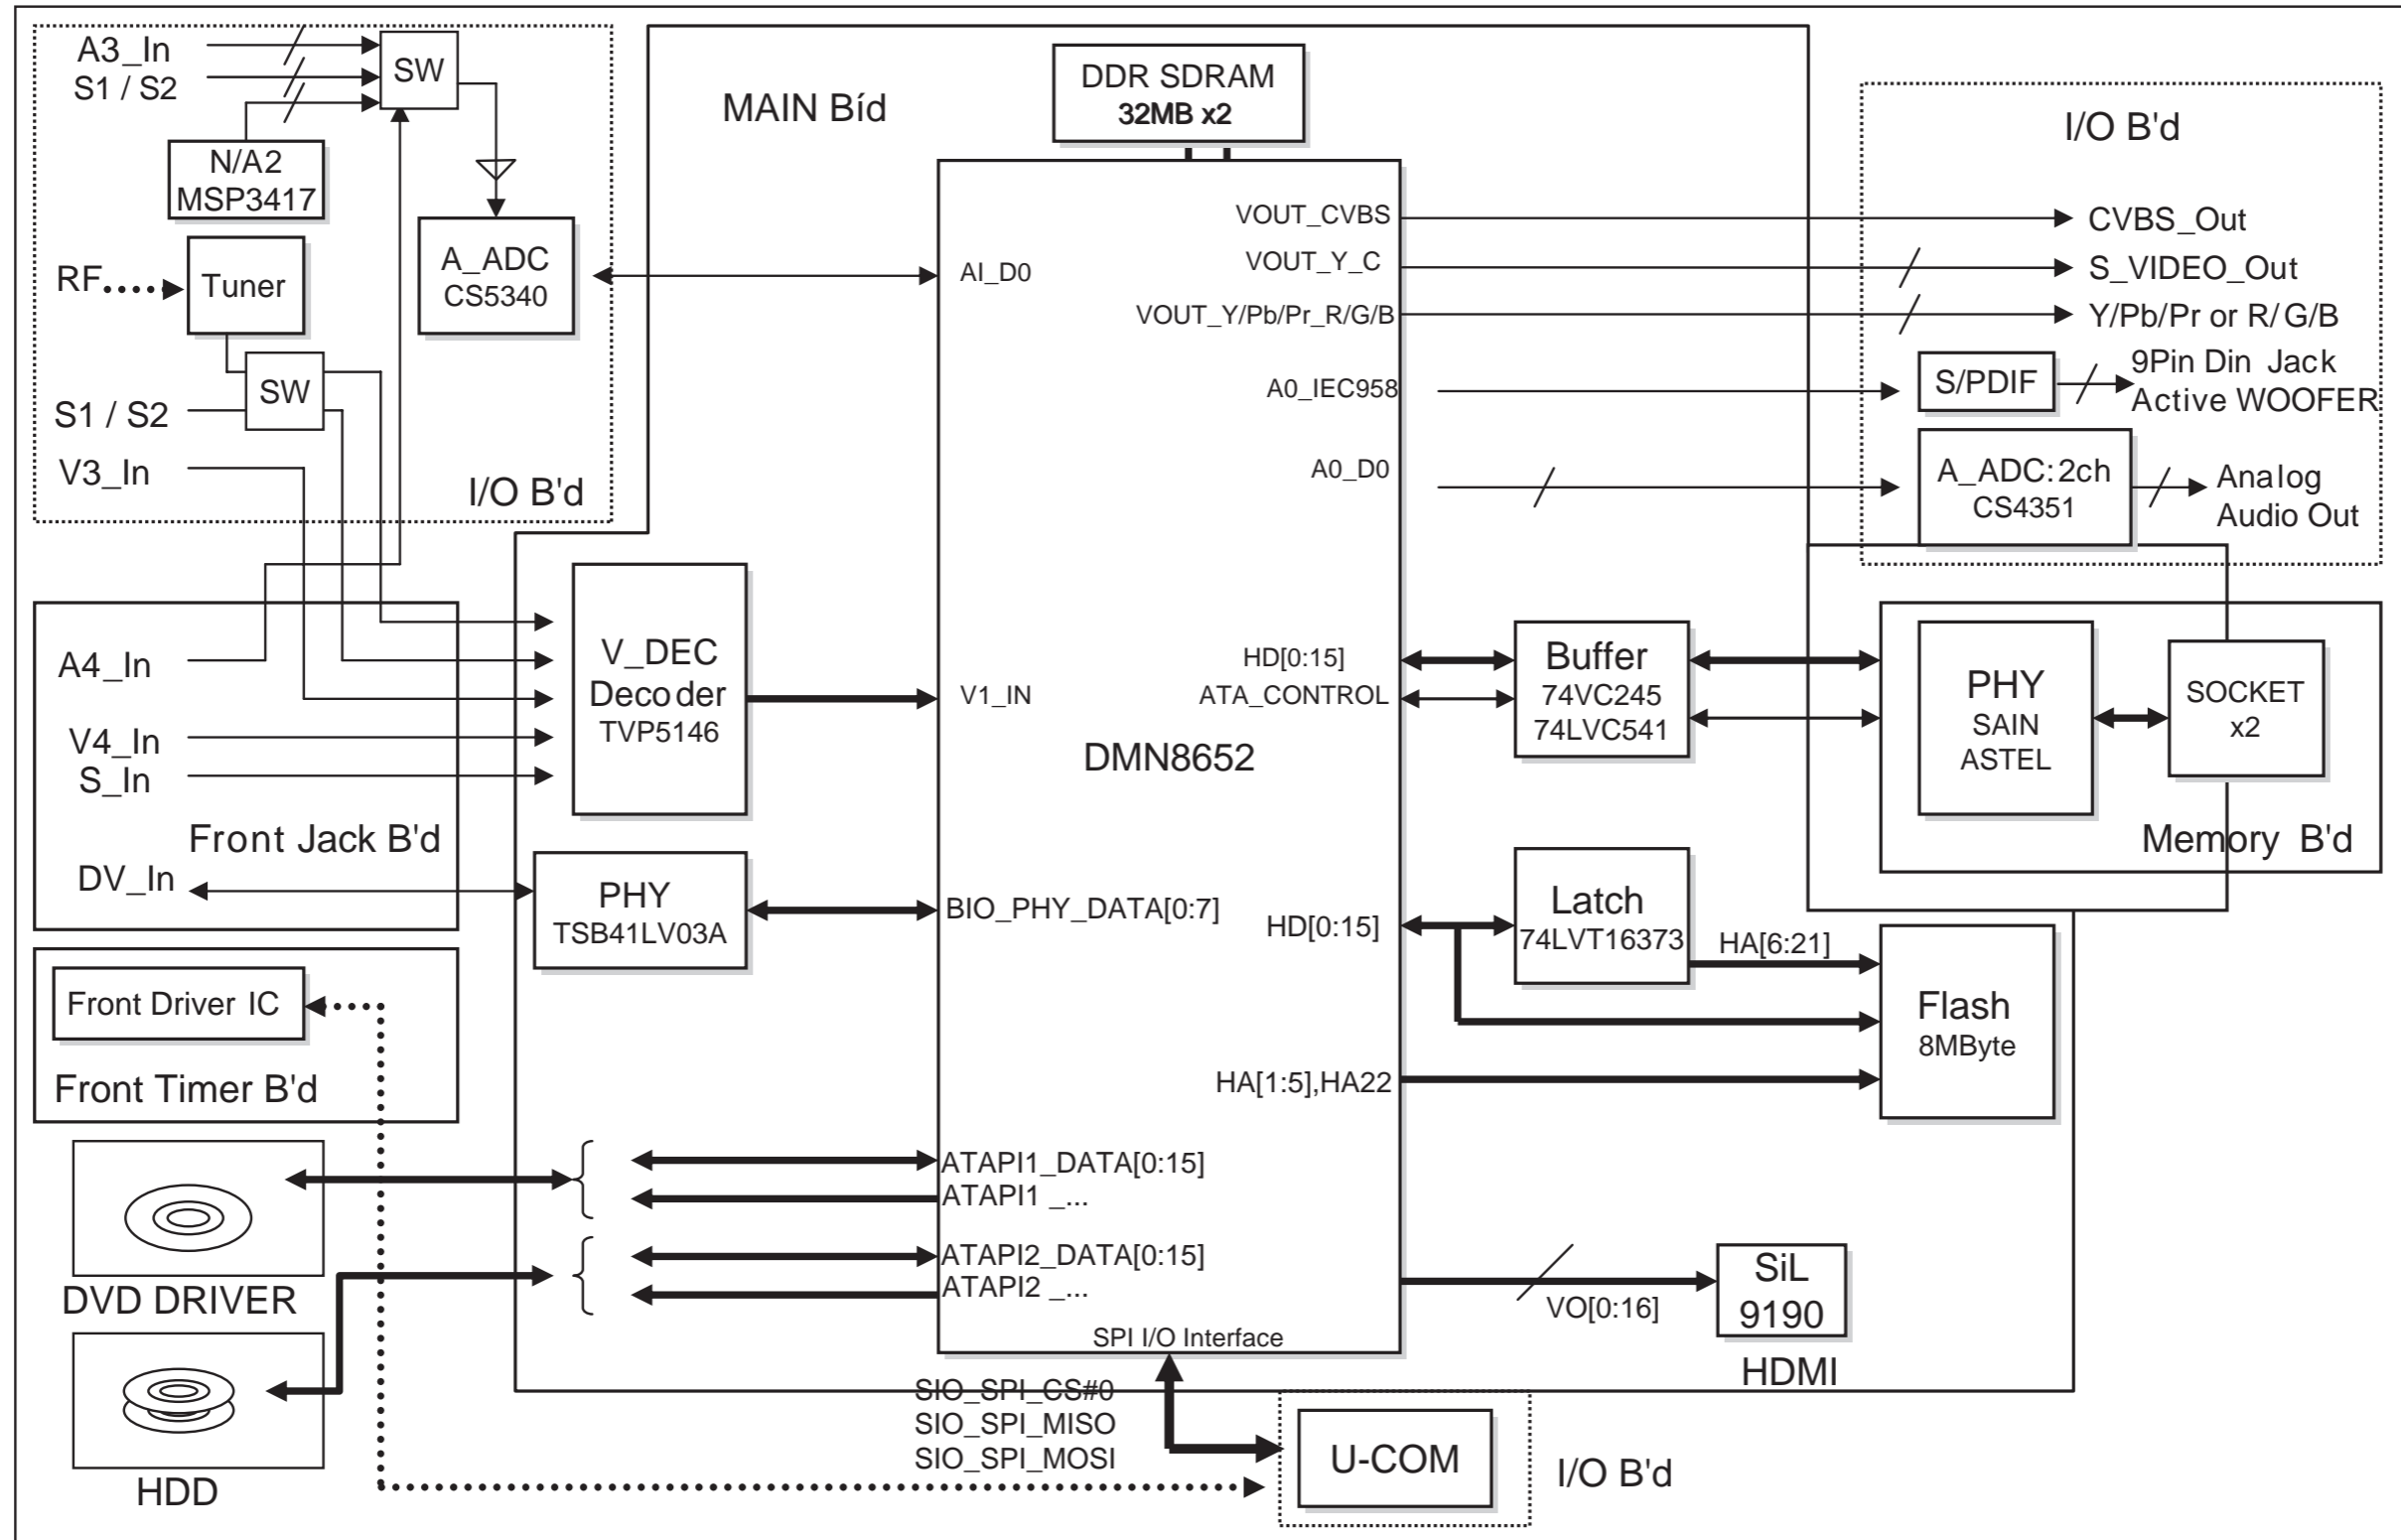 A3_In
S1 / S2
SW
N/A2
MSP3417
RF
Tuner
A_ADC
CS5340
SW
S1 / S2
V3_In
I/O B'd
MAIN Bíd
DDR SDRAM
32MB x2
I/O B'd
VOUT_CVBS
CVBS_Out
AI_D0
VOUT_Y_C
S_VIDEO_Out
VOUT_Y/Pb/Pr_R/G/B
Y/Pb/Pr or R/G/B
A0_IEC958
S/PDIF
9Pin Din Jack
Active WOOFER
A0_D0
A_ADC:2ch
CS4351
Analog
Audio Out
A4_In
V4_In
S_In
Front Jack B'd
DV_In
V_DEC
Decoder
TVP5146
V1_IN
DMN8652
HD[0:15]
ATA_CONTROL
Buffer
74VC245
74LVC541
PHY
SAIN
ASTEL
SOCKET
x2
Memory B'd
PHY
TSB41LV03A
BIO_PHY_DATA[0:7]
HD[0:15]
Latch
74LVT16373
HA[6:21]
Flash
8MByte
HA[1:5],HA22
Front Driver IC
Front Timer B'd
DVD DRIVER
HDD
ATAPI1_DATA[0:15]
ATAPI1 _...
ATAPI2_DATA[0:15]
ATAPI2 _...
SPI I/O Interface
VO[0:16]
SiL
9190
HDMI
SIO_SPI_CS#0
SIO_SPI_MISO
SIO_SPI_MOSI
U-COM
I/O B'd